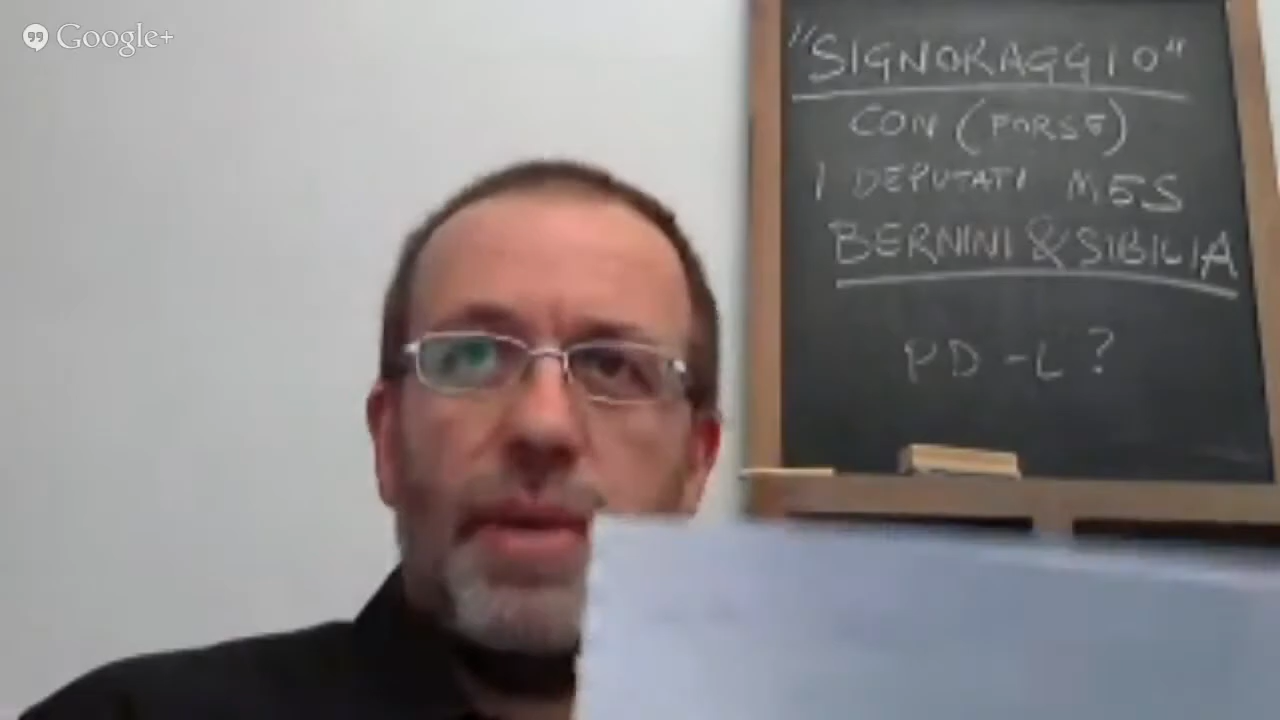 Google+
"SIGNORAGGIO"
CON (FORSE)
I DEPUTATI M5S
BERNINI & SIBILIA
PD-L?